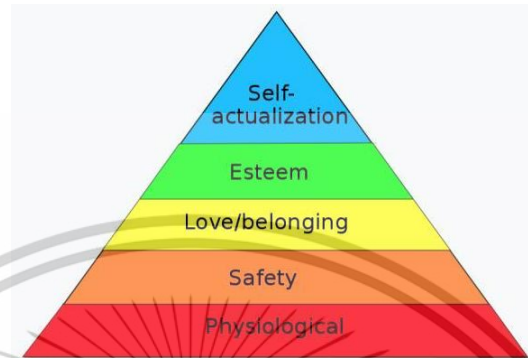 Self-
actualization
Esteem
Love/belonging
Safety
Physiological